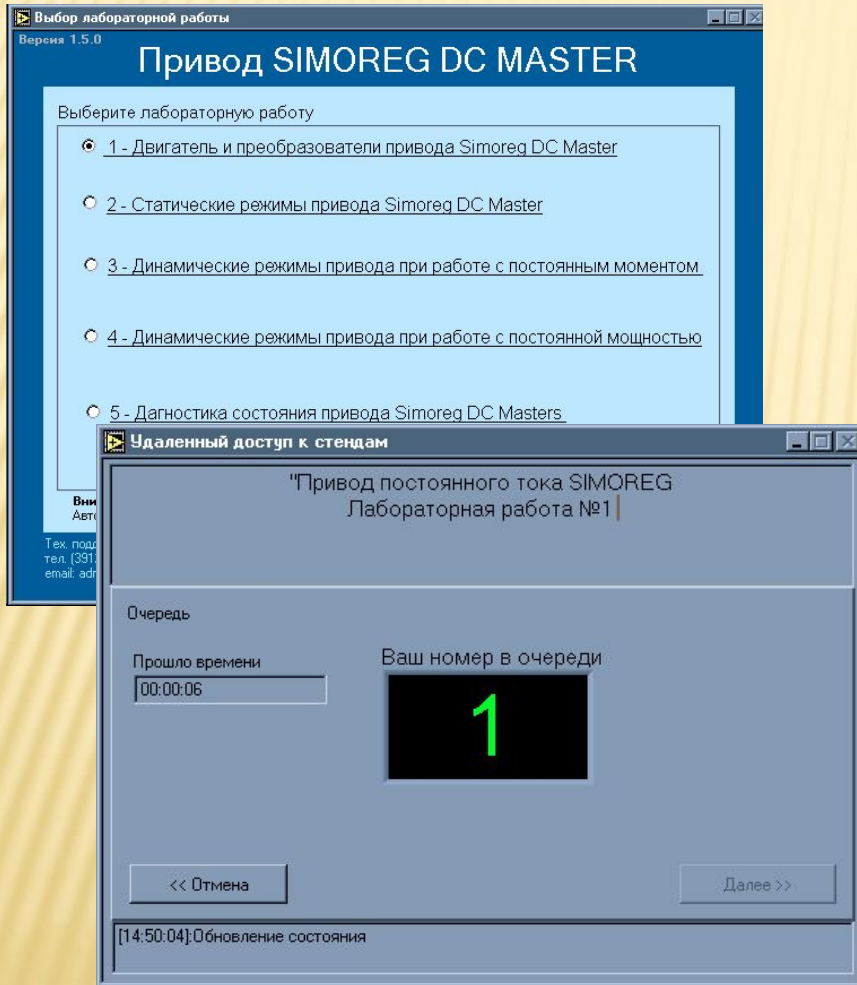 Выбор лабораторной работы
Версия 1.5.0
Привод SIMOREG DC MASTER
Выберите лабораторную работу
1 - Двигатель и преобразователи привода Simoreg DC Master
2 - Статические режимы привода Simoreg DC Master
3 - Динамические режимы привода при работе с постоянным моментом
4 - Динамические режимы привода при работе с постоянной мощностью
5 - Дагностика состояния привода Simoreg DC Masters
Тех.
тел.
email:
Удаленный доступ к стендам
"Привод постоянного тока SIMOREG
Лабораторная работа №1
Очередь
Прошло времени
00:00:06
Ваш номер в очереди
1
<< Отмена
Далее >>
[14:50:04]:Обновление состояния